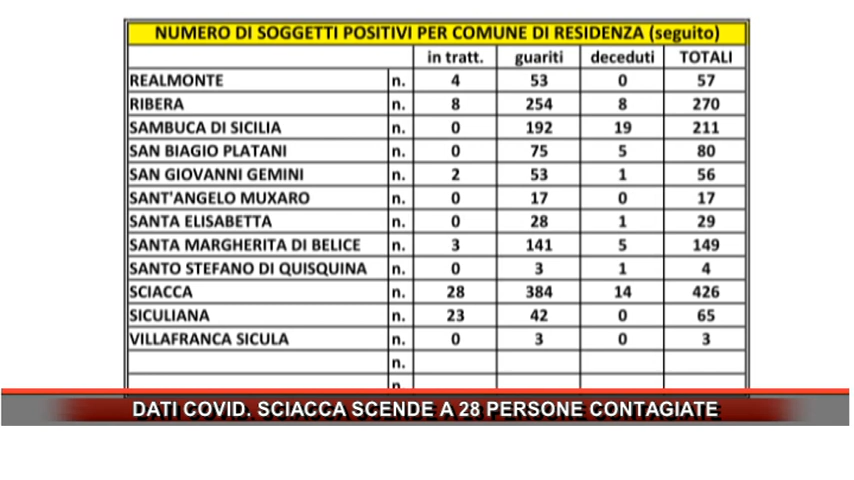 NUMERO DI SOGGETTI POSITIVI PER COMUNE DI RESIDENZA (seguito)
in tratt. guariti deceduti TOTALI
REALMONTE n. 4 53 0 57
RIBERA n. 8 254 8 270
SAMBUCA DI SICILIA n. 0 192 19 211
SAN BIAGIO PLATANI n. 0 75 5 80
SAN GIOVANNI GEMINI n. 2 53 1 56
SANT'ANGELO MUXARO n. 0 17 0 17
SANTA ELISABETTA n. 0 28 1 29
SANTA MARGHERITA DI BELICE n. 3 141 5 149
SANTO STEFANO DI QUISQUINA n. 0 3 1 4
SCIACCA n. 28 384 14 426
SICULIANA n. 23 42 0 65
VILLAFRANCA SICULA n. 0 3 0 3
n.
n.
DATI COVID. SCIACCA SCENDE A 28 PERSONE CONTAGIATE